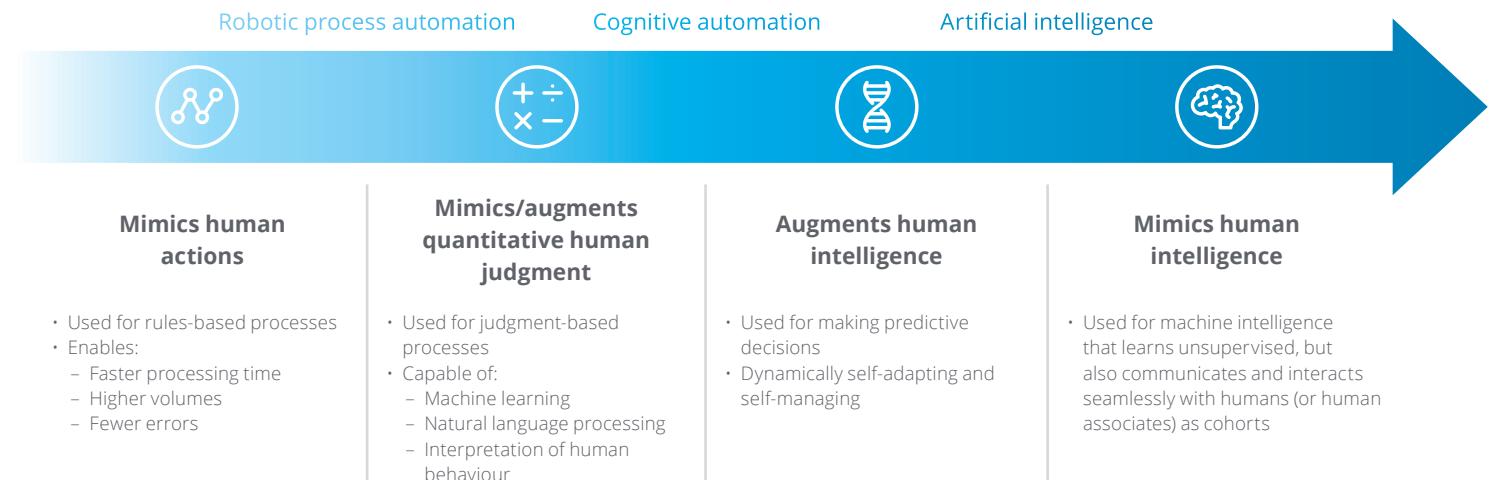 Robotic process automation
Cognitive automation
Artificial intelligence
Mimics human
actions
• Used for rules-based processes
• Enables:
– Faster processing time
– Higher volumes
– Fewer errors
Mimics/augments
quantitative human
judgment
• Used for judgment-based
processes
• Capable of:
– Machine learning
– Natural language processing
– Interpretation of human
behaviour
Augments human
intelligence
• Used for making predictive
decisions
• Dynamically self-adapting and
self-managing
Mimics human
intelligence
• Used for machine intelligence
that learns unsupervised, but
also communicates and interacts
seamlessly with humans (or human
associates) as cohorts